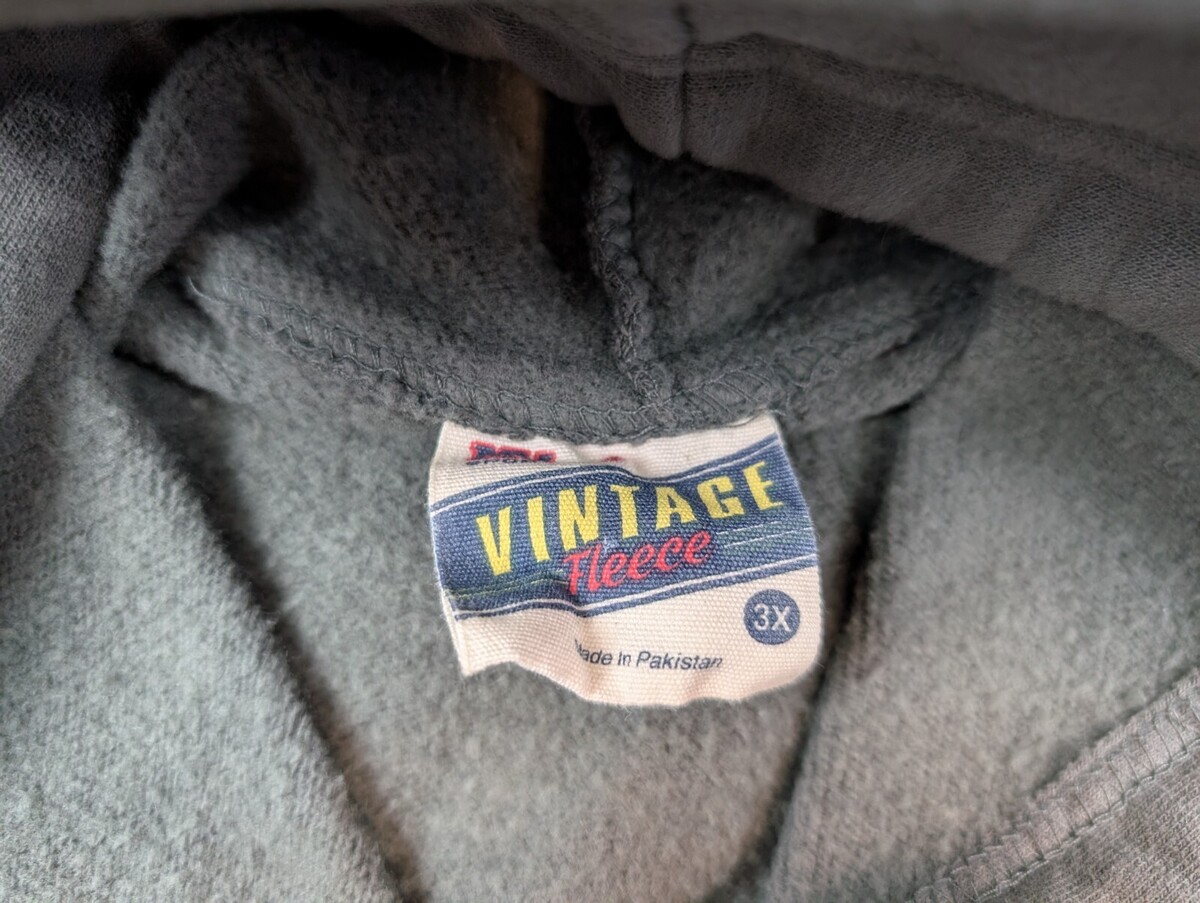 VINTAGE
Fleece
3X
Made In Pakistan